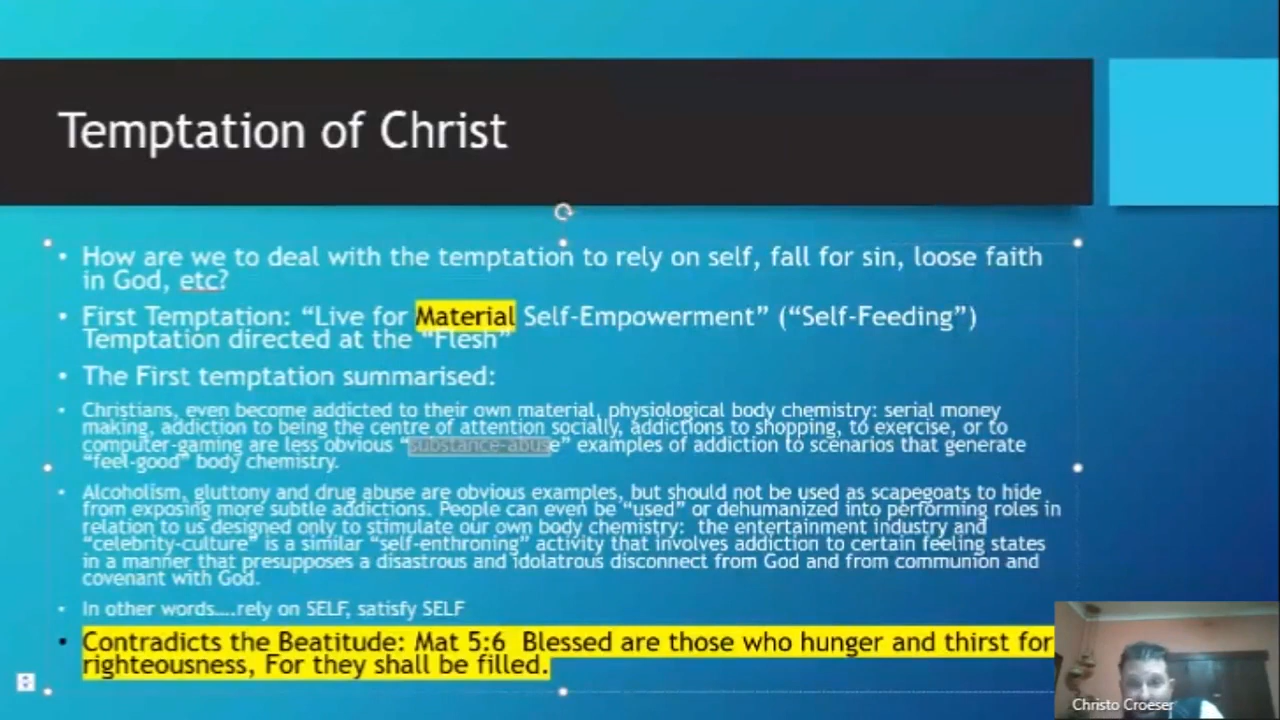 Temptation of Christ
• How are we to deal with the temptation to rely on self, fall for sin, loose faith
in God, etc?
• First Temptation: “Live for Material Self-Empowerment” (“Self-Feeding”)
Temptation directed at the “Flesh”
• The First temptation summarised:
• Christians, even become addicted to their own material, physiological body chemistry: serial money
making, addiction to being the centre of attention socially, addictions to shopping, to exercise, or to
computer-gaming are less obvious “substance-abuse” examples of addiction to scenarios that generate
“feel-good” body chemistry.
• Alcoholism, gluttony and drug abuse are obvious examples, but should not be used as scapegoats to hide
from exposing more subtle addictions. People can even be “used” or dehumanized into performing roles in
relation to us designed only to stimulate our own body chemistry: the entertainment industry and
“celebrity-culture” is a similar “self-enthroning” activity that involves addiction to certain feeling states
in a manner that presupposes a disastrous and idolatrous disconnect from God and from communion and
covenant with God.
• In other words….rely on SELF, satisfy SELF
• Contradicts the Beatitude: Mat 5:6 Blessed are those who hunger and thirst for
righteousness, For they shall be filled.
Christo Croeser